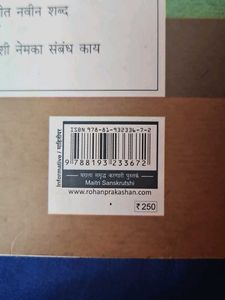 ीत नवीन शब्द
शी नेमका संबंध काय
Informative / माहितीपर
ISBN 978-81-932336-7-2
9 788193 233672
Maitri Sanskrutshi
www.rohanprakashan.com
₹250